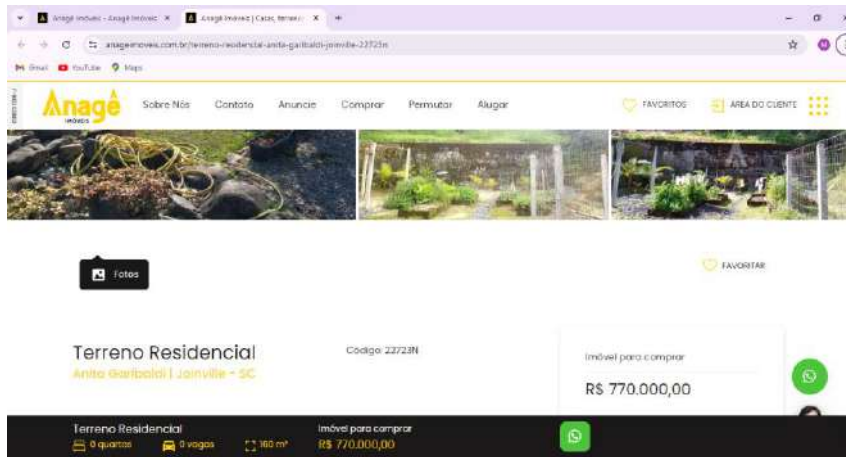 Anagê Imóveis - Anagê Imóveis
Anagê Imóveis | Casas, terrenos
anageimoveis.com.br/terreno-residencial-anita-garibaldi-joinville-22723n
Gmail YouTube Maps
Anagê
IMÓVEIS
Sobre Nós Contato Anuncie Comprar Permutar Alugar
FAVORITOS ÁREA DO CLIENTE
Fotos
FAVORITAR
Terreno Residencial
Anita Garibaldi | Joinville - SC
Código: 22723N
Imóvel para comprar
R$ 770.000,00
Terreno Residencial
0 quartos 0 vagas 160 m²
Imóvel para comprar
R$ 770.000,00